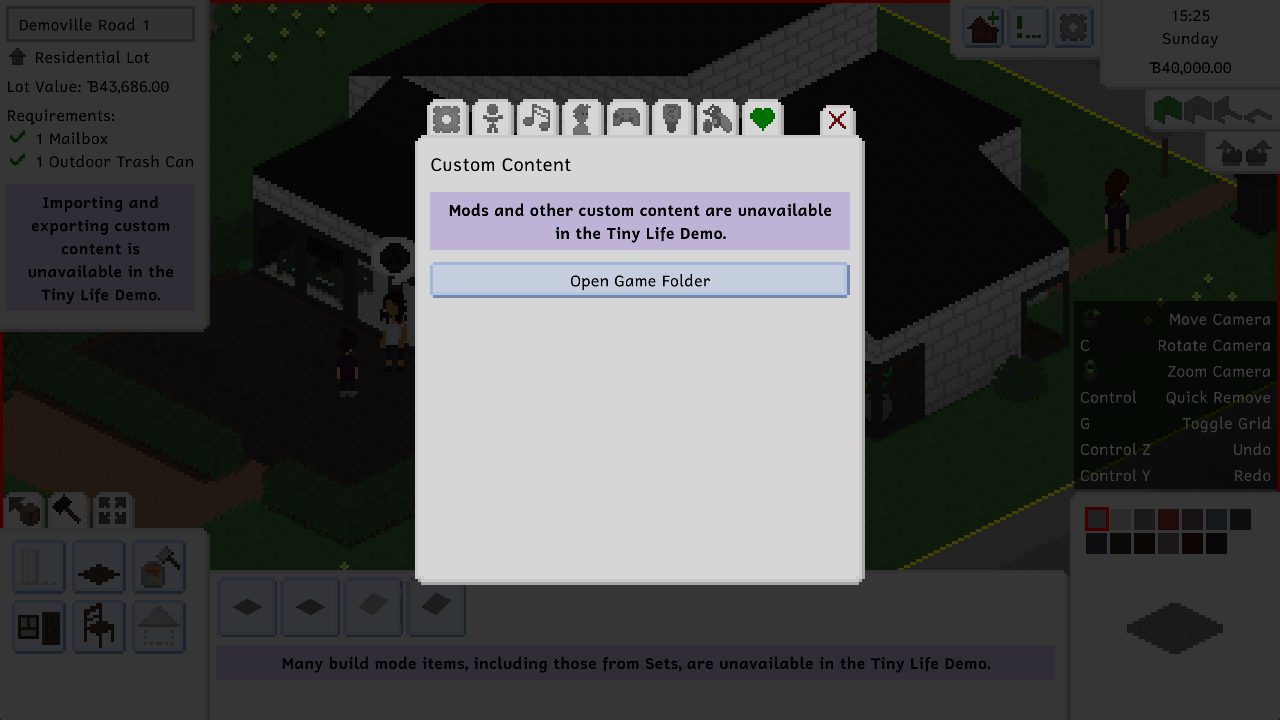 Demoville Road 1
Residential Lot
Lot Value: Ɓ43,686.00
Requirements:
1 Mailbox
1 Outdoor Trash Can
Importing and
exporting custom
content is
unavailable in the
Tiny Life Demo.
15:25
Sunday
Ɓ40,000.00
Custom Content
Mods and other custom content are unavailable
in the Tiny Life Demo.
Open Game Folder
Move Camera
C Rotate Camera
Zoom Camera
Control Quick Remove
G Toggle Grid
Control Z Undo
Control Y Redo
Many build mode items, including those from Sets, are unavailable in the Tiny Life Demo.